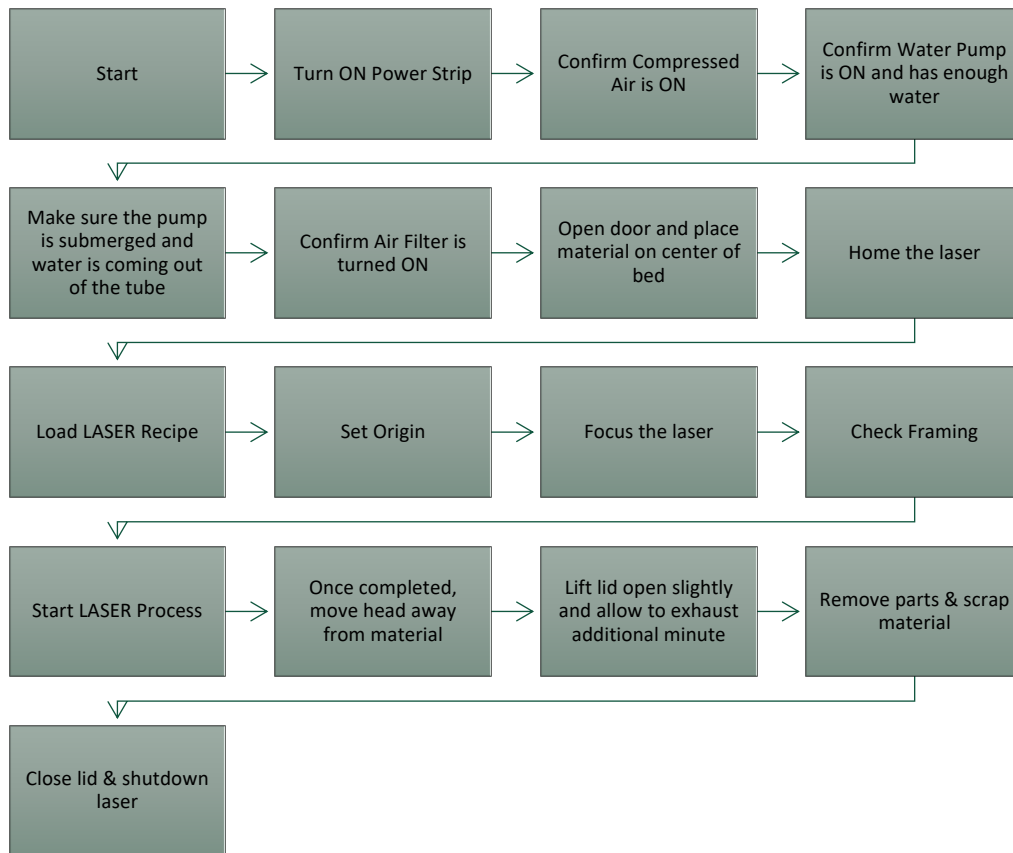 Start
Turn ON Power Strip
Confirm Compressed
Air is ON
Confirm Water Pump
is ON and has enough
water
Make sure the pump
is submerged and
water is coming out
of the tube
Confirm Air Filter is
turned ON
Open door and place
material on center of
bed
Home the laser
Load LASER Recipe
Set Origin
Focus the laser
Check Framing
Start LASER Process
Once completed,
move head away
from material
Lift lid open slightly
and allow to exhaust
additional minute
Remove parts & scrap
material
Close lid & shutdown
laser